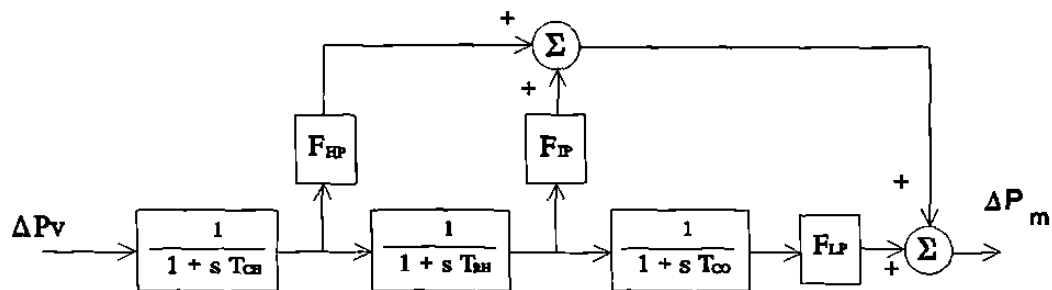 +
Σ
+
F_HP
F_IP
+
ΔPv
1
1 + s T_CH
1
1 + s T_RH
1
1 + s T_CO
F_LP
+
Σ
ΔP_m